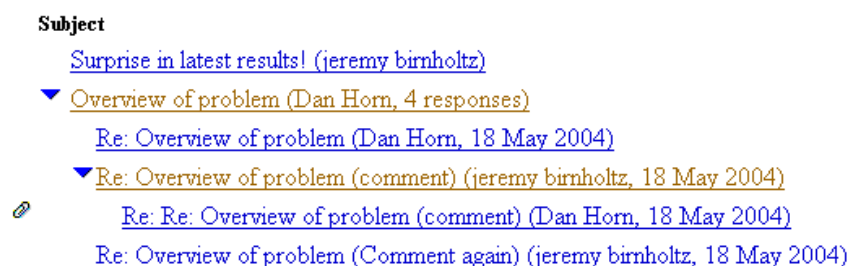 Subject
Surprise in latest results! (jeremy birnholtz)
Overview of problem (Dan Horn, 4 responses)
Re: Overview of problem (Dan Horn, 18 May 2004)
Re: Overview of problem (comment) (jeremy birnholtz, 18 May 2004)
Re: Re: Overview of problem (comment) (Dan Horn, 18 May 2004)
Re: Overview of problem (Comment again) (jeremy birnholtz, 18 May 2004)